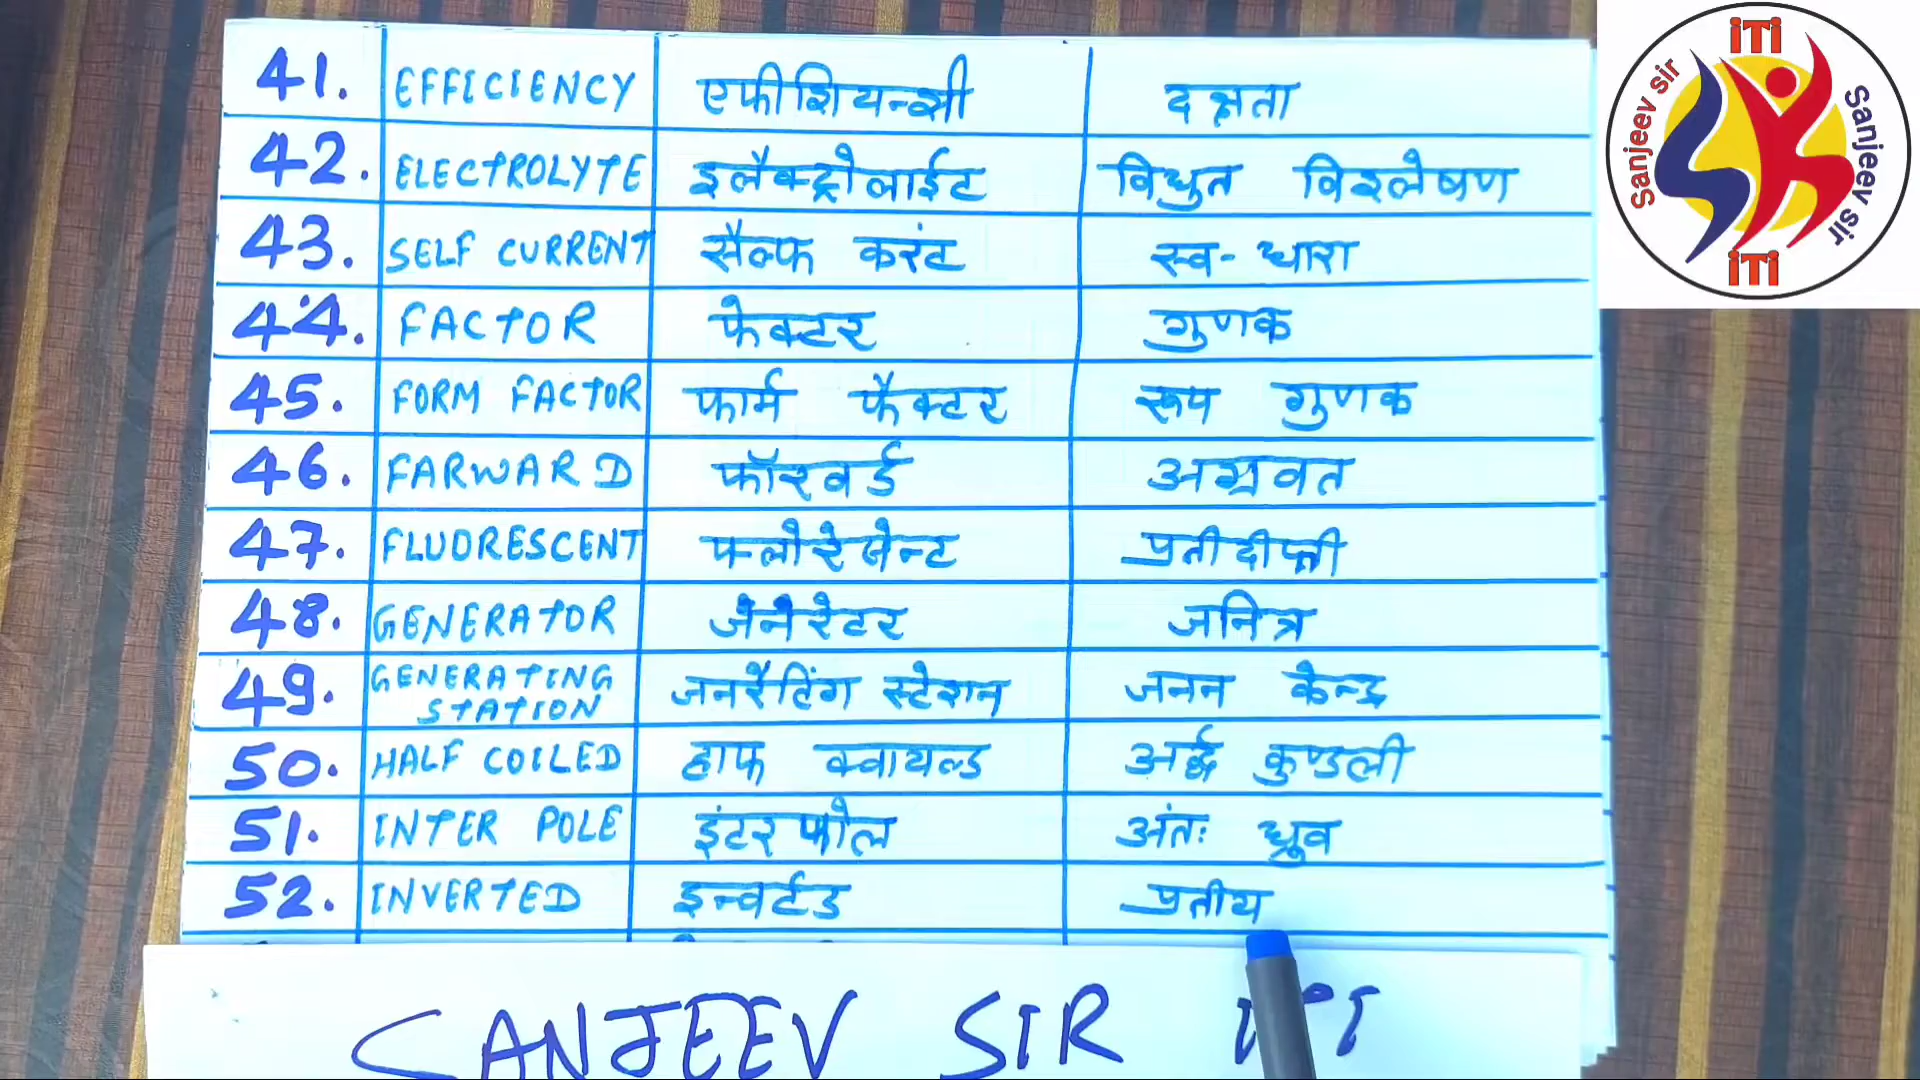 41. EFFICIENCY एफीशियन्सी दक्षता
42. ELECTROLYTE इलैक्ट्रोलाईट विधुत विश्लेषण
43. SELF CURRENT सैल्फ करंट स्व-धारा
44. FACTOR फेक्टर गुणक
45. FORM FACTOR फार्म फैक्टर रूप गुणक
46. FARWARD फॉरवर्ड अग्रवत
47. FLUORESCENT फ्लोरेसेन्ट प्रतीदीप्ती
48. GENERATOR जेनेरेटर जनित्र
49. GENERATING STATION जनरैटिंग स्टेशन जनन केन्द्र
50. HALF COILED हाफ क्वायल्ड अर्द्ध कुण्डली
51. INTER POLE इंटर पोल अंतः ध्रुव
52. INVERTED इन्वर्टड प्रतीय
SANJEEV SIR ITI
iTi
Sanjeev sir
Sanjeev sir
iTi